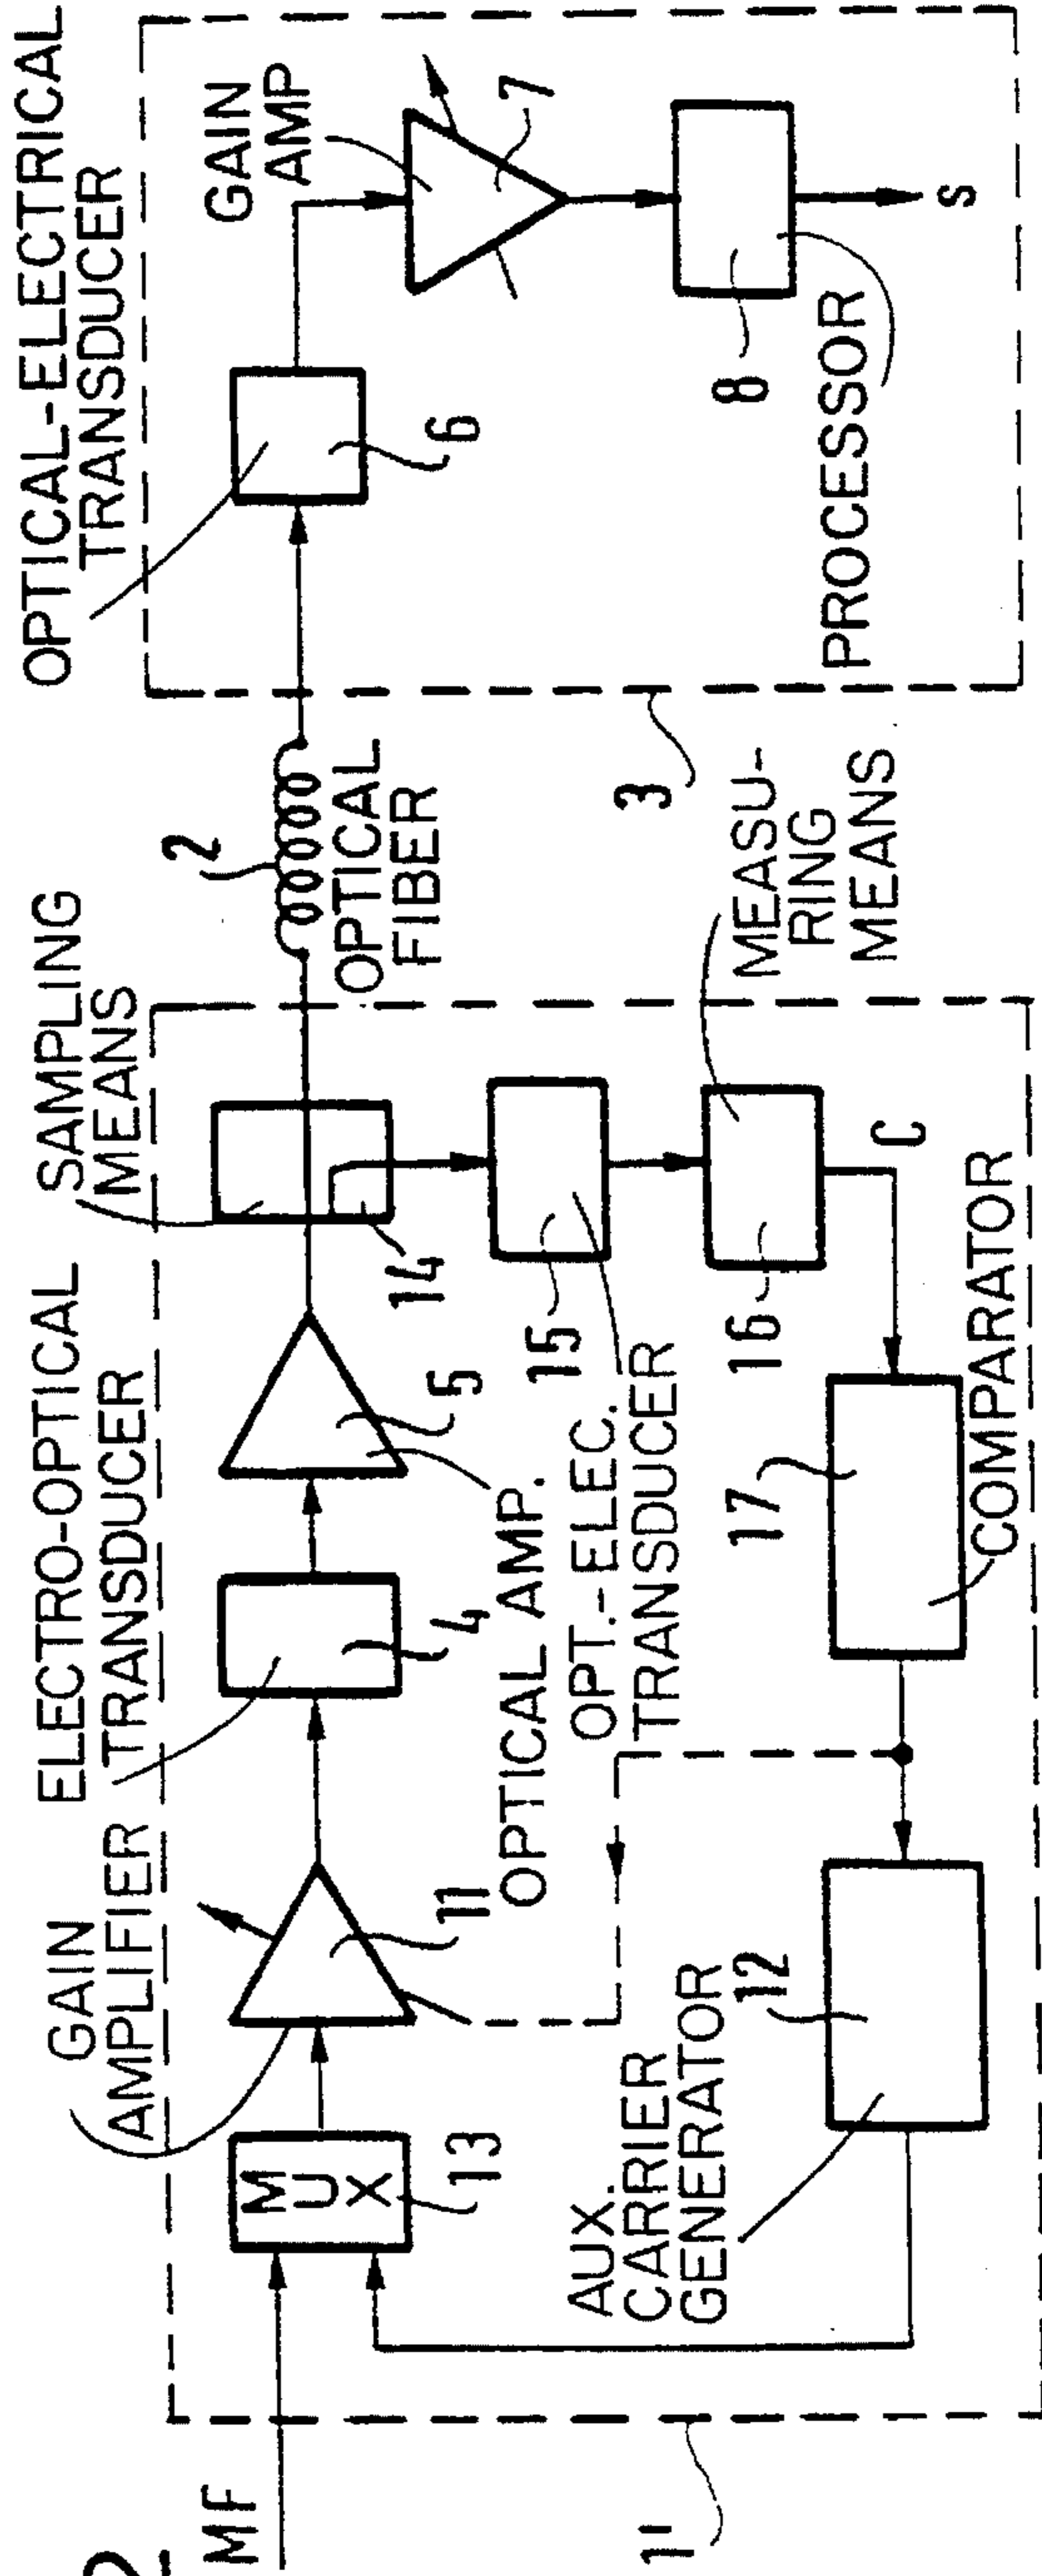 2
MF
1'
MUX
13
GAIN
AMPLIFIER
11
ELECTRO-OPTICAL
TRANSDUCER
4
OPTICAL AMP.
5
SAMPLING
MEANS
14
OPT.-ELEC.
TRANSDUCER
15
MEASU-
RING
MEANS
16
C
COMPARATOR
17
AUX.
CARRIER
GENERATOR
12
2
OPTICAL
FIBER
3
OPTICAL-ELECTRICAL
TRANSDUCER
6
GAIN
AMP
7
8
PROCESSOR
s